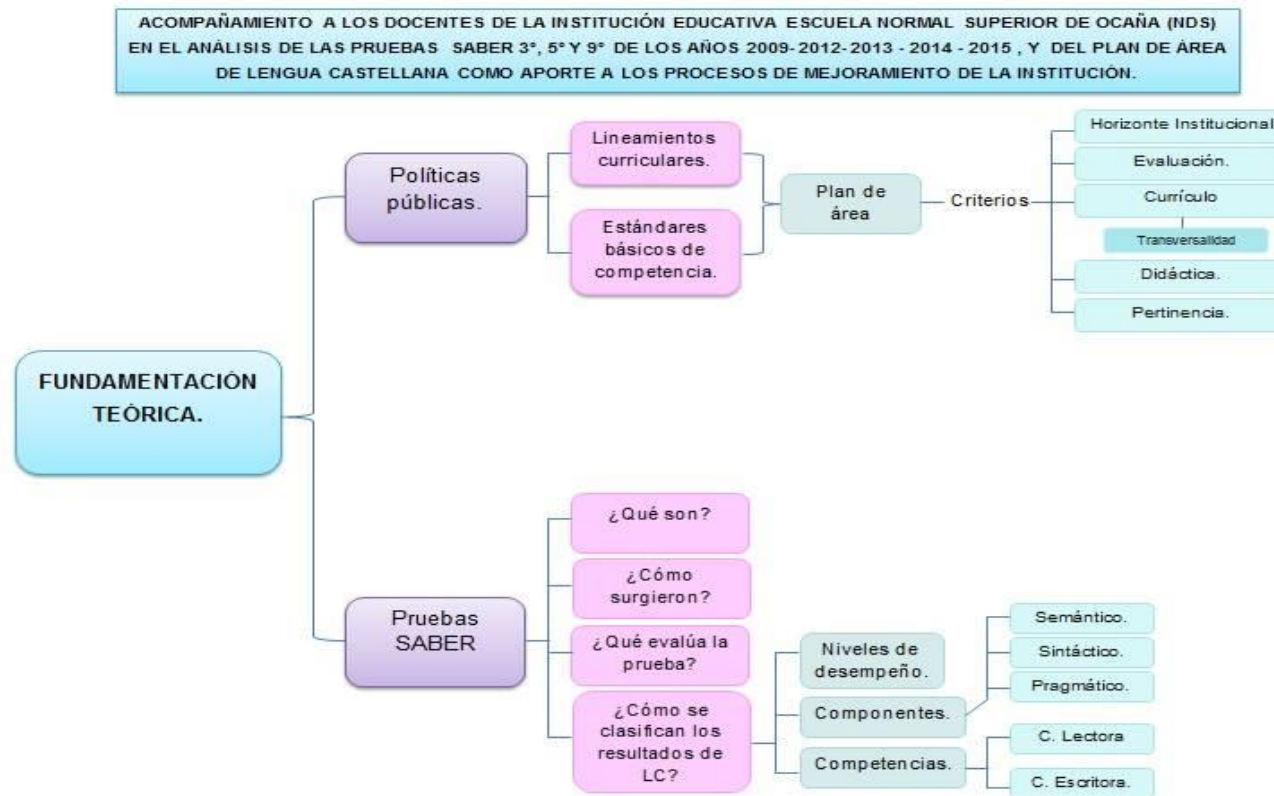 ACOMPAÑAMIENTO A LOS DOCENTES DE LA INSTITUCIÓN EDUCATIVA ESCUELA NORMAL SUPERIOR DE OCAÑA (NDS)
EN EL ANÁLISIS DE LAS PRUEBAS SABER 3°, 5° Y 9° DE LOS AÑOS 2009- 2012- 2013 - 2014 - 2015 , Y DEL PLAN DE ÁREA
DE LENGUA CASTELLANA COMO APORTE A LOS PROCESOS DE MEJORAMIENTO DE LA INSTITUCIÓN.
FUNDAMENTACIÓN
TEÓRICA.
Políticas
públicas.
Lineamientos
curriculares.
Estándares
básicos de
competencia.
Plan de
área
Criterios
Horizonte Institucional
Evaluación.
Currículo
Transversalidad
Didáctica.
Pertinencia.
Pruebas
SABER
¿Qué son?
¿Cómo
surgieron?
¿Qué evalúa la
prueba?
¿Cómo se
clasifican los
resultados de
LC?
Niveles de
desempeño.
Componentes.
Competencias.
Semántico.
Sintáctico.
Pragmático.
C. Lectora
C. Escritora.